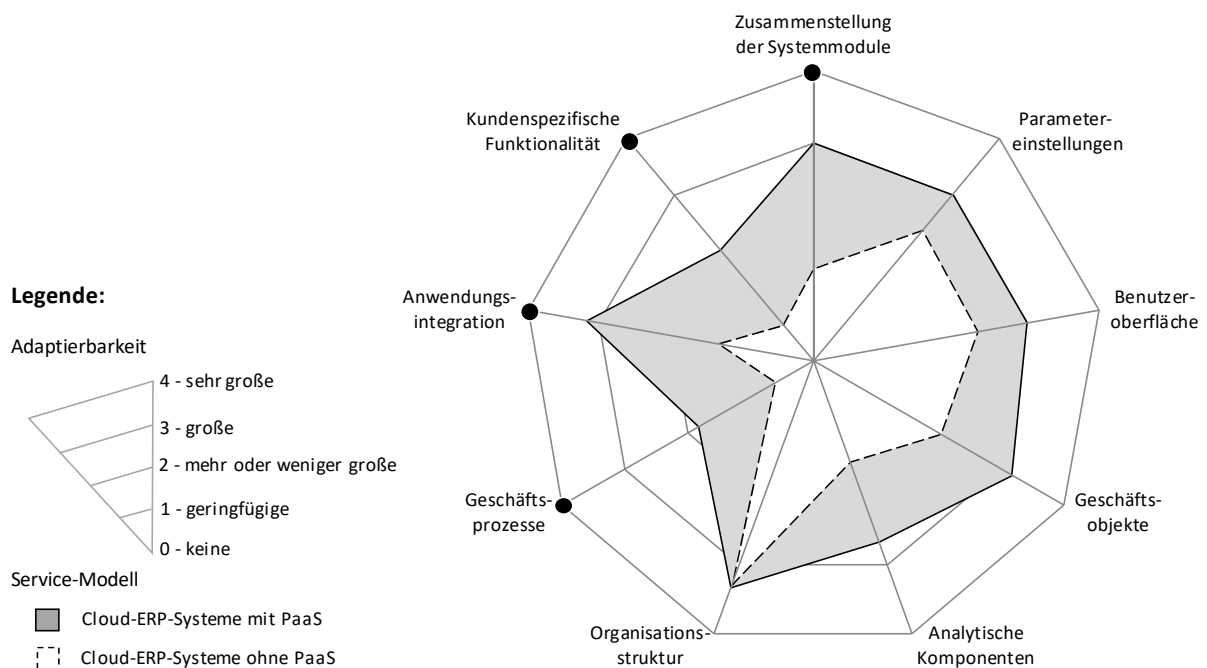 Zusammenstellung
der Systemmodule
Parameter-
einstellungen
Benutzer-
oberfläche
Geschäfts-
objekte
Analytische
Komponenten
Organisations-
struktur
Geschäfts-
prozesse
Anwendungs-
integration
Kundenspezifische
Funktionalität
Legende:
Adaptierbarkeit
4 - sehr große
3 - große
2 - mehr oder weniger große
1 - geringfügige
0 - keine
Service-Modell
Cloud-ERP-Systeme mit PaaS
Cloud-ERP-Systeme ohne PaaS